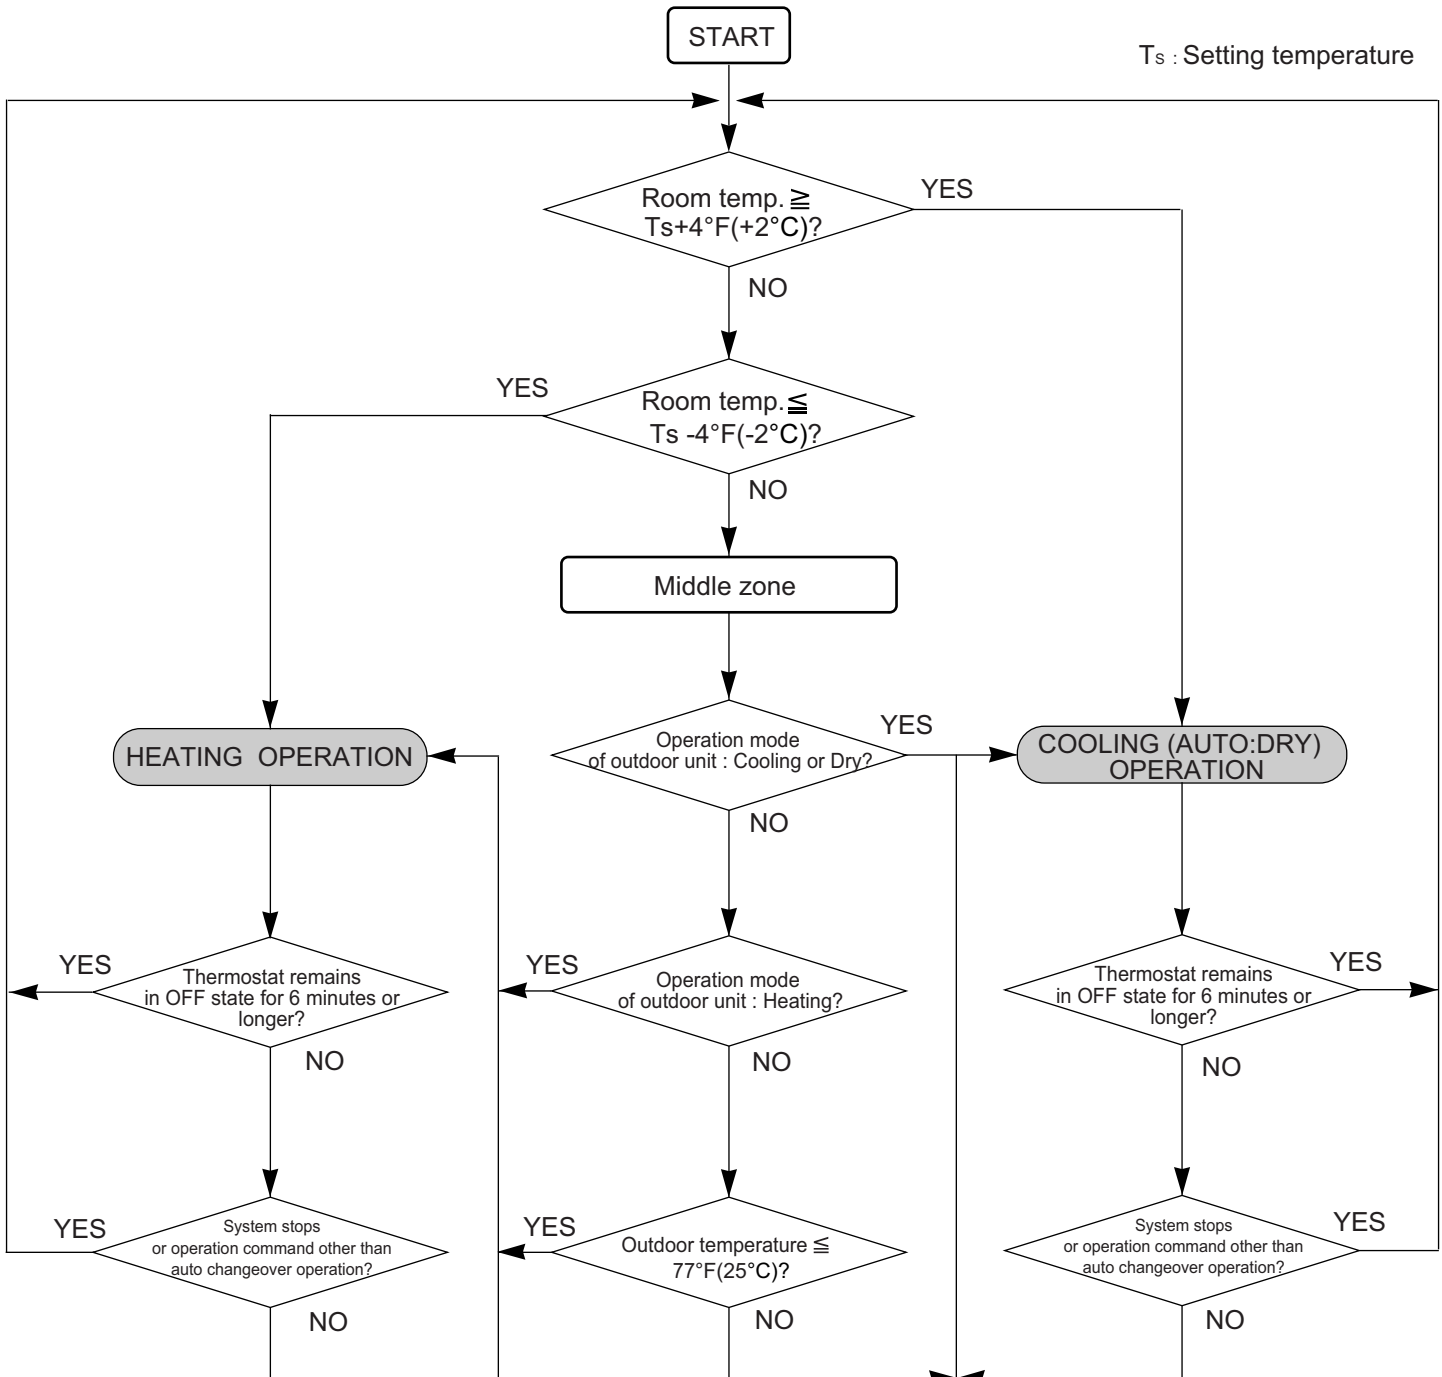 START
Ts : Setting temperature
Room temp.≧
Ts+4°F(+2°C)?
YES
NO
Room temp.≦
Ts -4°F(-2°C)?
YES
NO
Middle zone
Operation mode
of outdoor unit : Cooling or Dry?
YES
NO
HEATING OPERATION
COOLING (AUTO:DRY)
OPERATION
YES
Thermostat remains
in OFF state for 6 minutes or
longer?
NO
YES
Operation mode
of outdoor unit : Heating?
NO
Thermostat remains
in OFF state for 6 minutes or
longer?
YES
NO
YES
System stops
or operation command other than
auto changeover operation?
NO
YES
Outdoor temperature ≦
77°F(25°C)?
NO
System stops
or operation command other than
auto changeover operation?
YES
NO